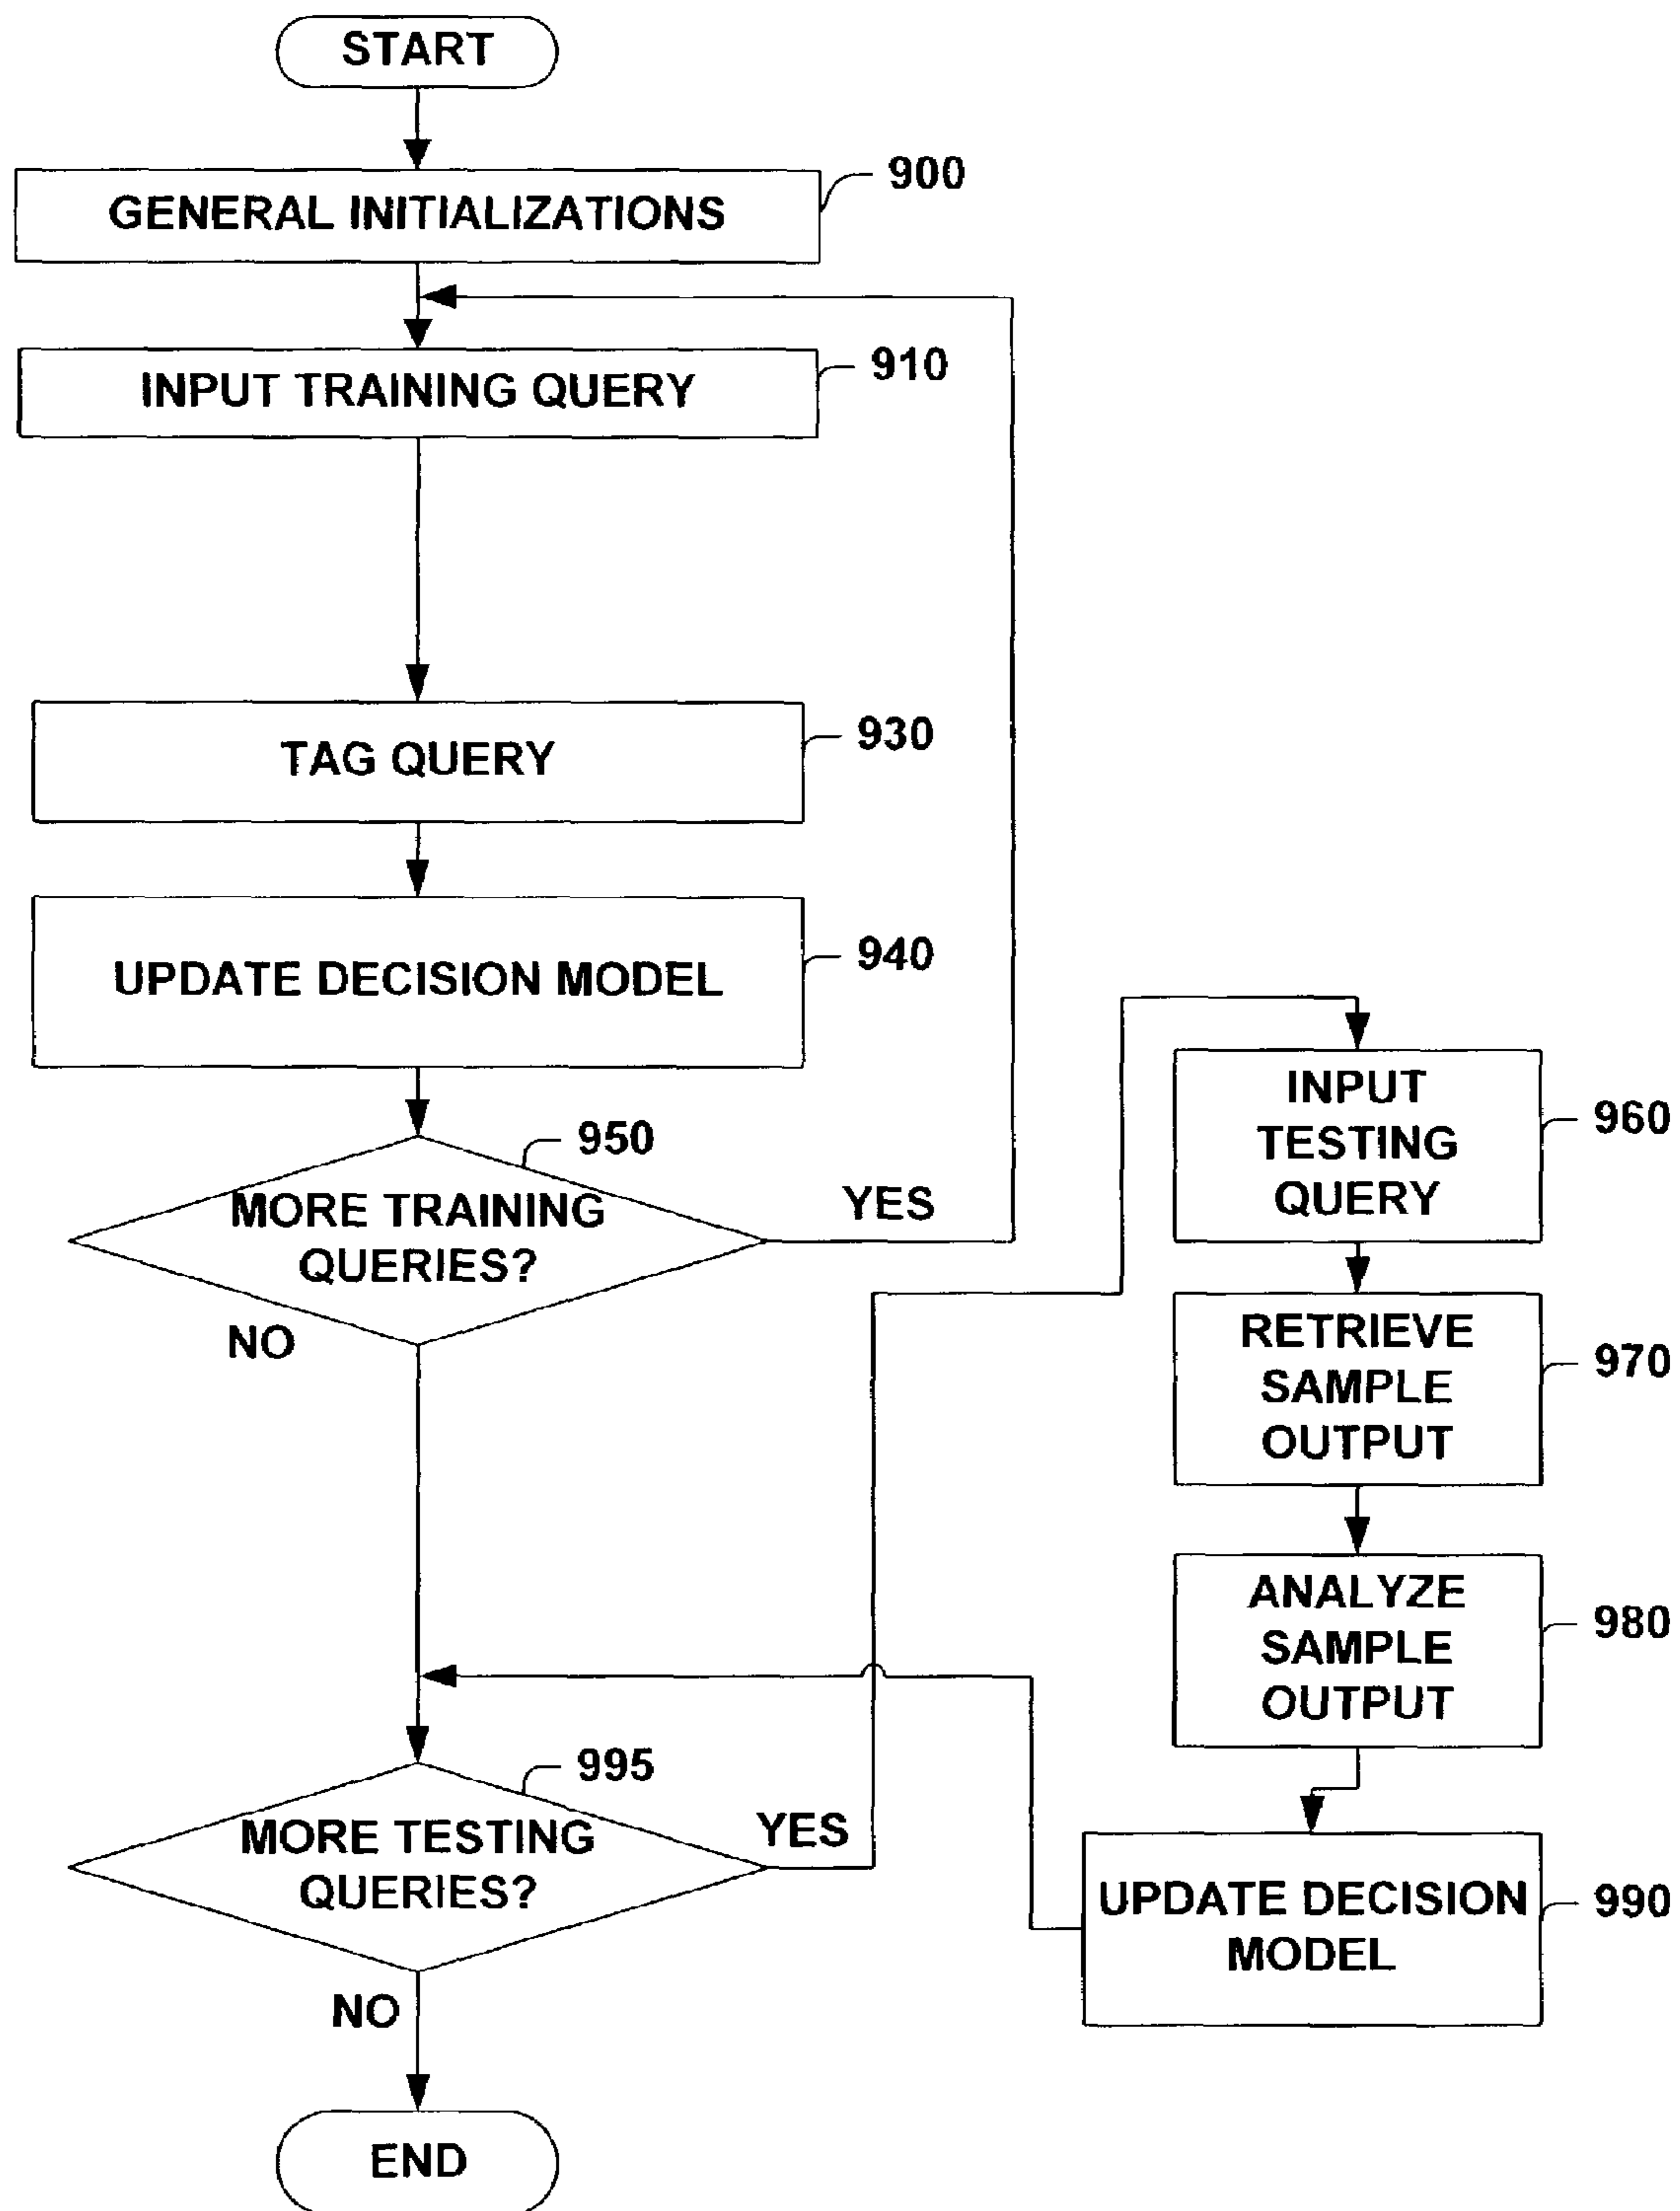 START
GENERAL INITIALIZATIONS
900
INPUT TRAINING QUERY
910
TAG QUERY
930
UPDATE DECISION MODEL
940
950
MORE TRAINING
QUERIES?
YES
NO
995
MORE TESTING
QUERIES?
YES
NO
END
INPUT
TESTING
QUERY
960
RETRIEVE
SAMPLE
OUTPUT
970
ANALYZE
SAMPLE
OUTPUT
980
UPDATE DECISION
MODEL
990